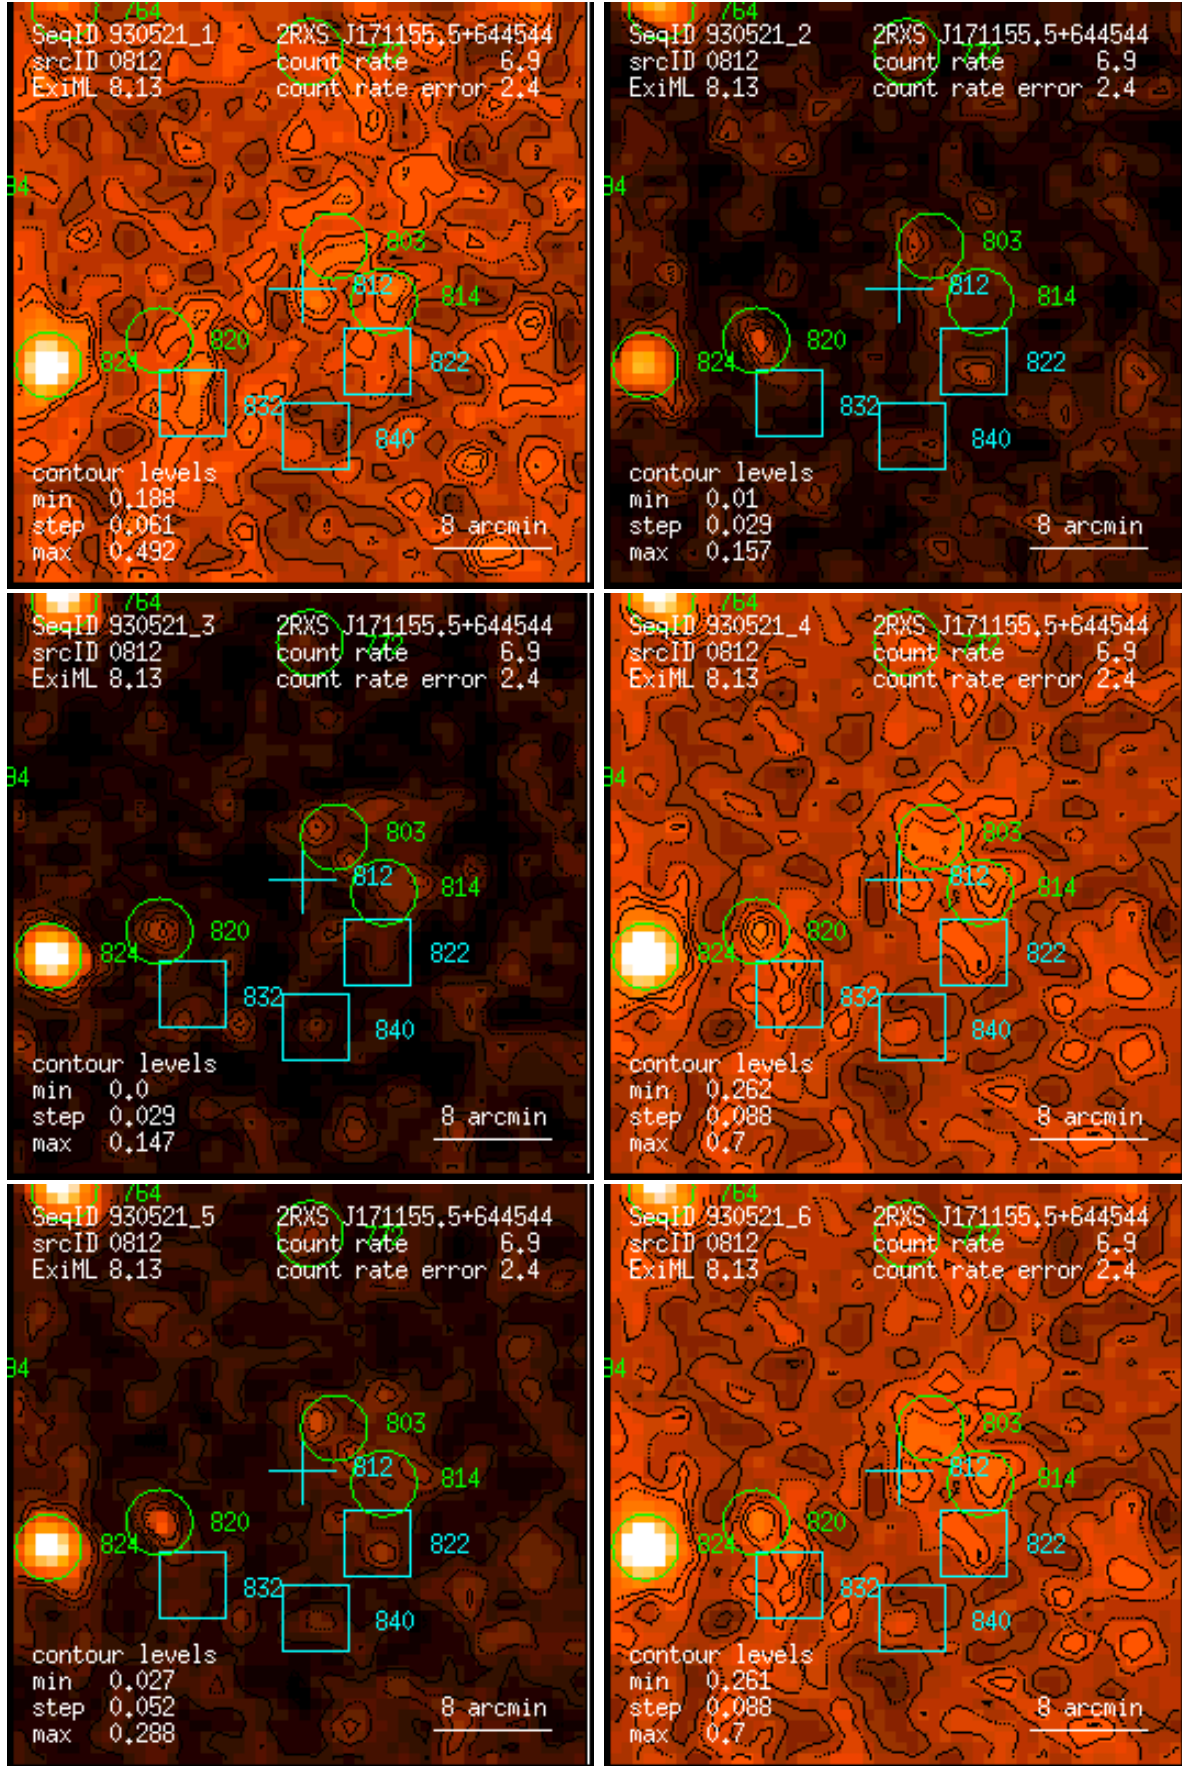 764
SeqID 930521_1 2RXS J171155.5+644544
srcID 0812 count rate 6.9
772
ExiML 8.13 count rate error 2.4
94
803
812
814
820
824
822
832
840
contour levels
min 0.188
step 0.061
max 0.492
8 arcmin
764
SeqID 930521_2 2RXS J171155.5+644544
srcID 0812 count rate 6.9
772
ExiML 8.13 count rate error 2.4
94
803
812
814
820
824
822
832
840
contour levels
min 0.01
step 0.029
max 0.157
8 arcmin
764
SeqID 930521_3 2RXS J171155.5+644544
srcID 0812 count rate 6.9
772
ExiML 8.13 count rate error 2.4
94
803
812
814
820
824
822
832
840
contour levels
min 0.0
step 0.029
max 0.147
8 arcmin
764
SeqID 930521_4 2RXS J171155.5+644544
srcID 0812 count rate 6.9
772
ExiML 8.13 count rate error 2.4
94
803
812
814
820
824
822
832
840
contour levels
min 0.262
step 0.088
max 0.7
8 arcmin
764
SeqID 930521_5 2RXS J171155.5+644544
srcID 0812 count rate 6.9
772
ExiML 8.13 count rate error 2.4
94
803
812
814
820
824
822
832
840
contour levels
min 0.027
step 0.052
max 0.288
8 arcmin
764
SeqID 930521_6 2RXS J171155.5+644544
srcID 0812 count rate 6.9
772
ExiML 8.13 count rate error 2.4
94
803
812
814
820
824
822
832
840
contour levels
min 0.261
step 0.088
max 0.7
8 arcmin